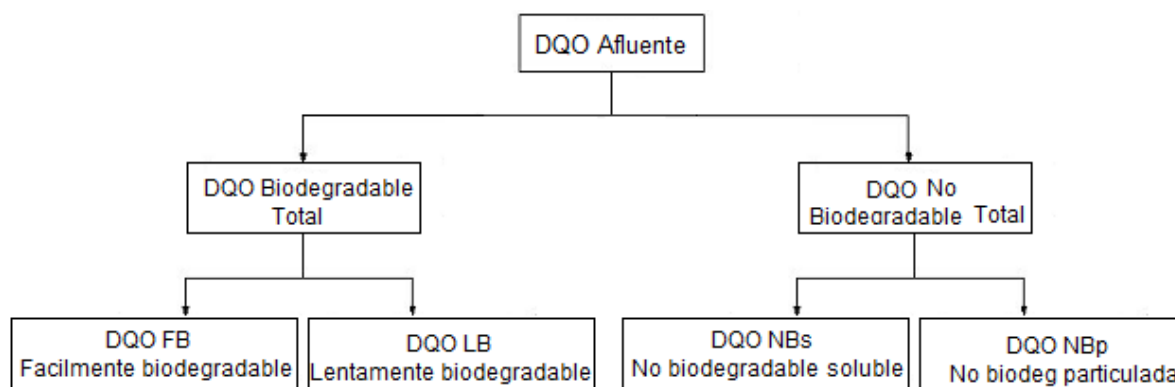 DQO Afluente
DQO Biodegradable
Total
DQO No
Biodegradable Total
DQO FB
Facilmente biodegradable
DQO LB
Lentamente biodegradable
DQO NBs
No biodegradable soluble
DQO NBp
No biodeg particulada